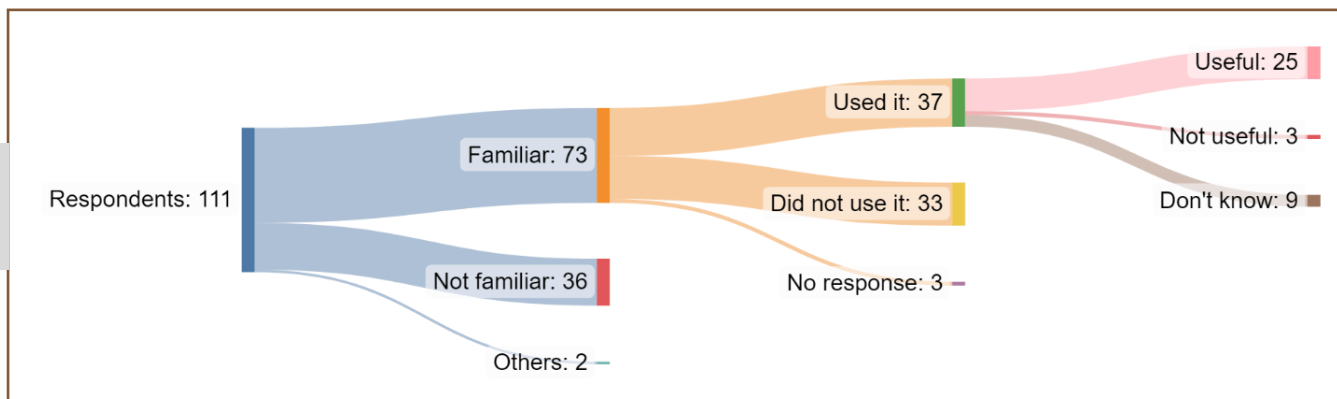 Respondents: 111
Familiar: 73
Not familiar: 36
Others: 2
Used it: 37
Did not use it: 33
No response: 3
Useful: 25
Not useful: 3
Don't know: 9